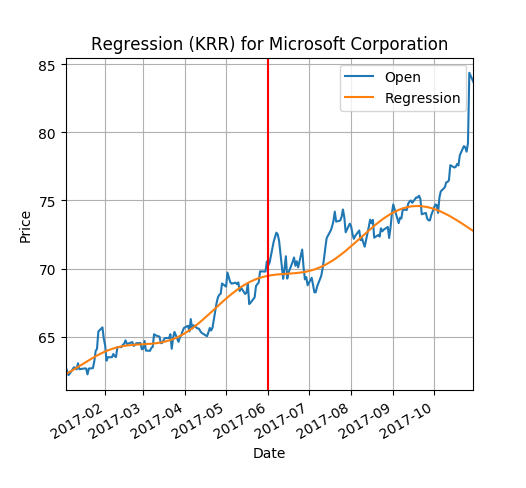 Regression (KRR) for Microsoft Corporation
Open
Regression
85
80
75
70
65
Price
2017-02
2017-03
2017-04
2017-05
2017-06
2017-07
2017-08
2017-09
2017-10
Date